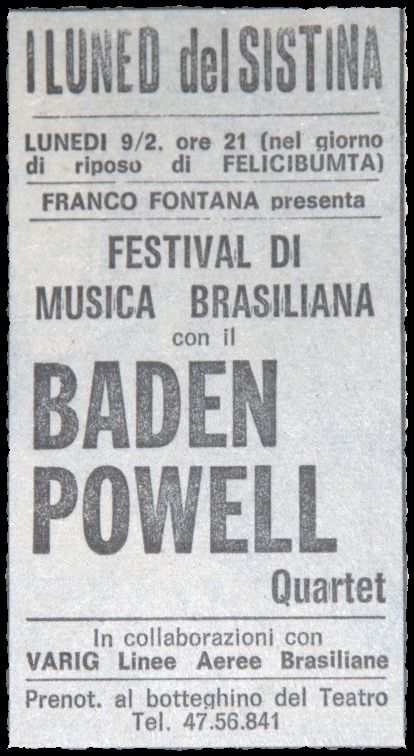 I LUNED del SISTINA
LUNEDI 9/2. ore 21 (nel giorno
di riposo di FELICIBUMTA)
FRANCO FONTANA presenta
FESTIVAL DI
MUSICA BRASILIANA
con il
BADEN
POWELL
Quartet
In collaborazioni con
VARIG Linee Aeree Brasiliane
Prenot. al botteghino del Teatro
Tel. 47.56.841